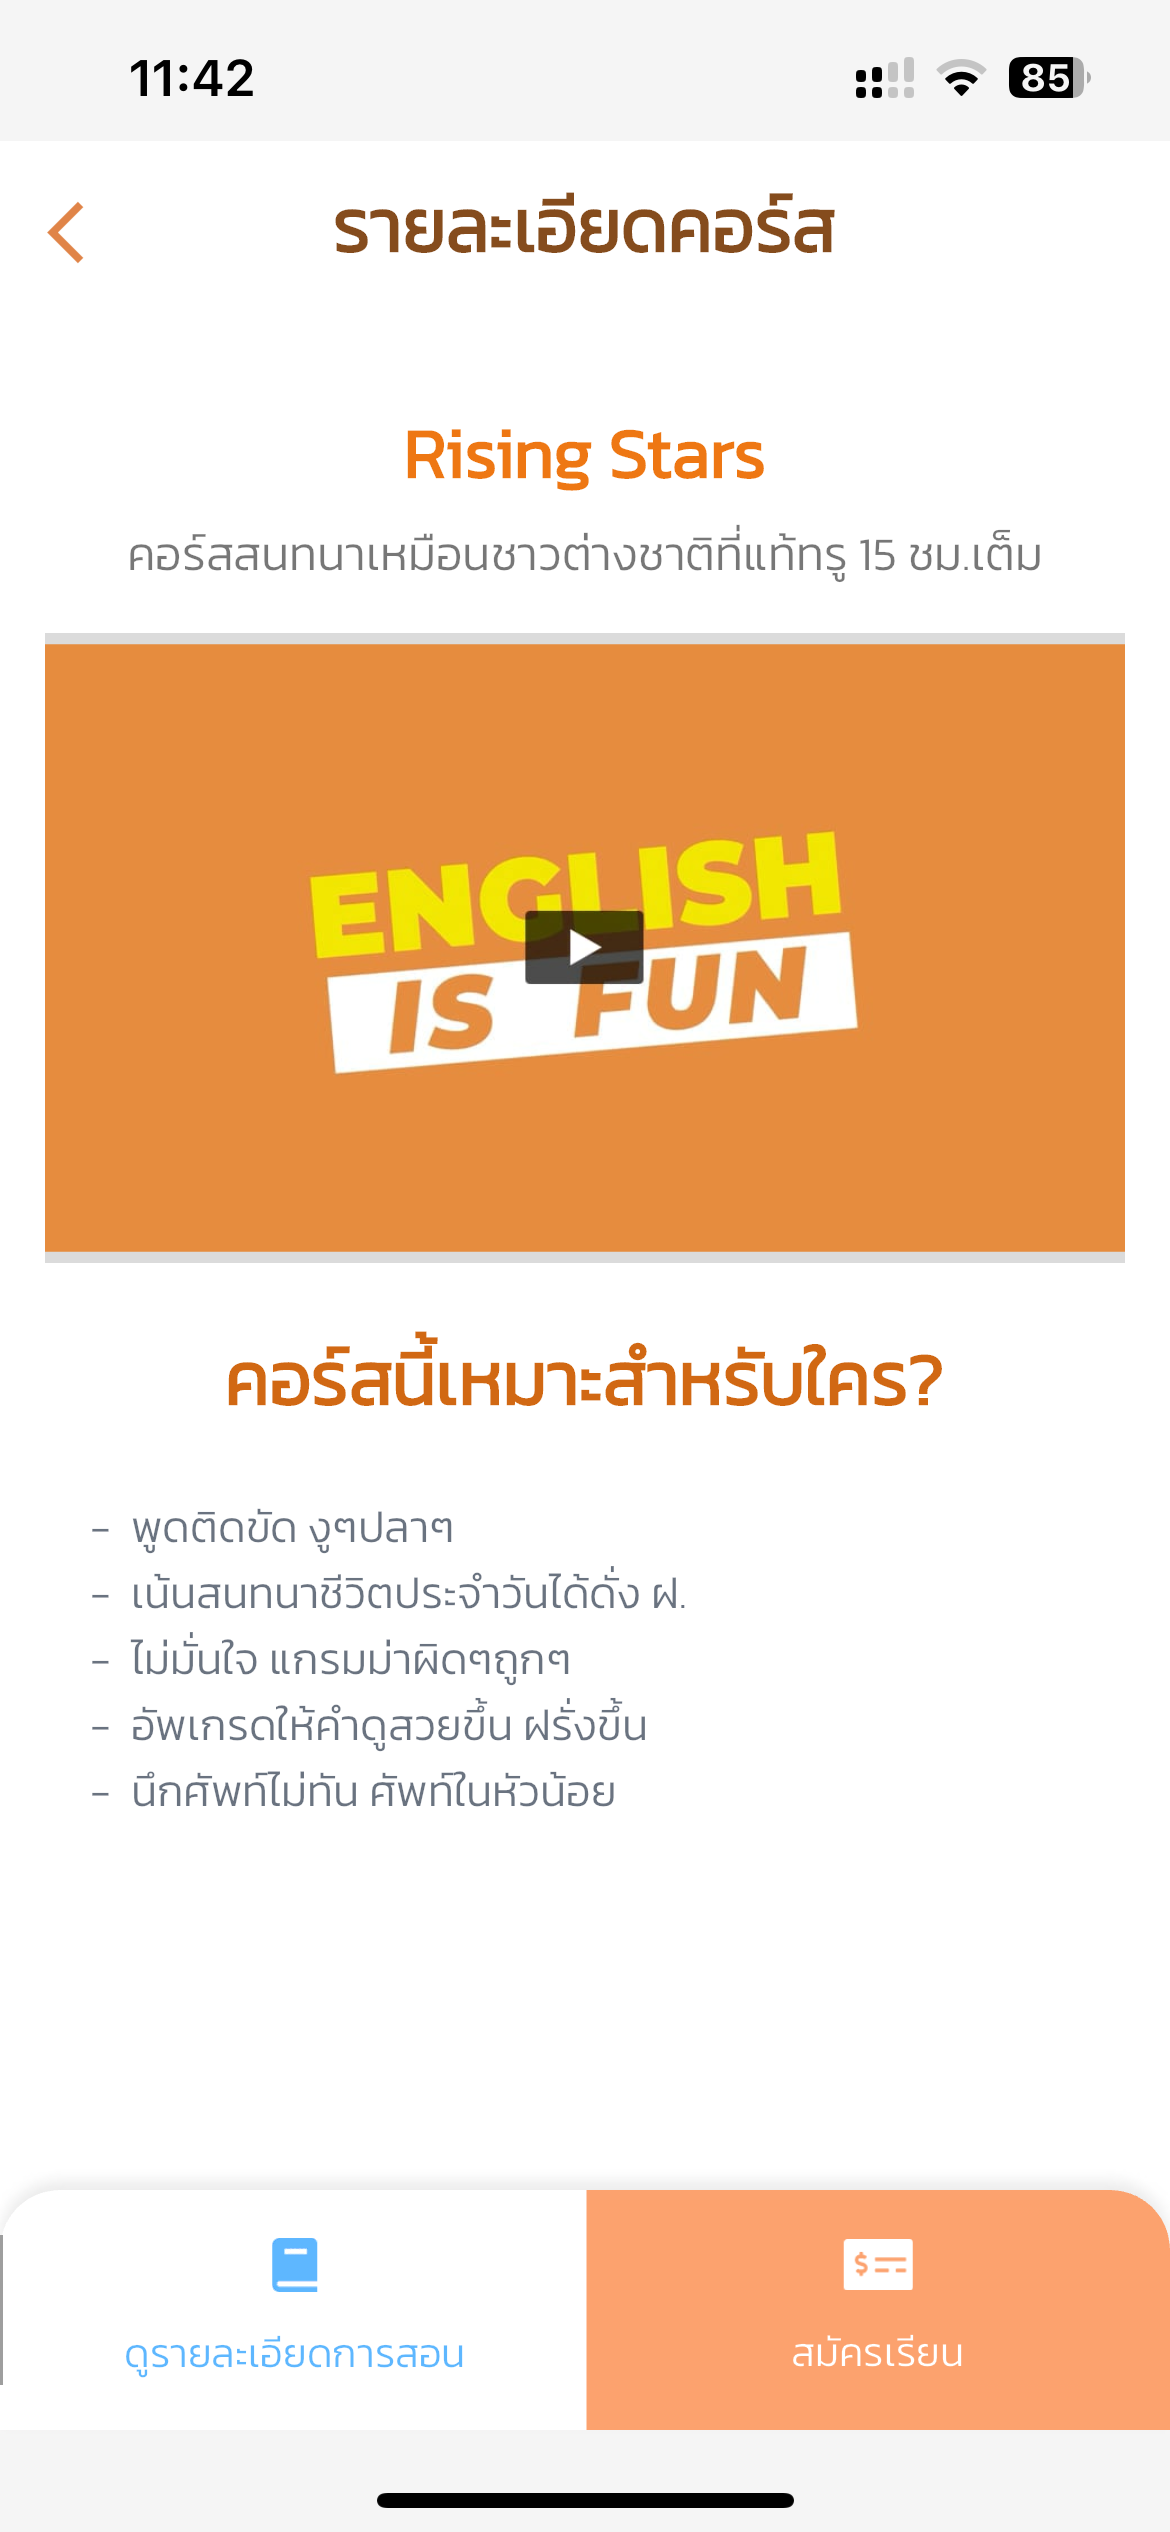 11:42
85
รายละเอียดคอร์ส
Rising Stars
คอร์สสนทนาเหมือนชาวต่างชาติที่แท้ทรู 15 ชม.เต็ม
ENGLISH
IS FUN
คอร์สนี้เหมาะสำหรับใคร?
- พูดติดขัด งูๆปลาๆ
- เน้นสนทนาชีวิตประจำวันได้ดั่ง ฝ.
- ไม่มั่นใจ แกรมม่าผิดๆถูกๆ
- อัพเกรดให้คำดูสวยขึ้น ฝรั่งขึ้น
- นึกศัพท์ไม่ทัน ศัพท์ในหัวน้อย
ดูรายละเอียดการสอน
สมัครเรียน